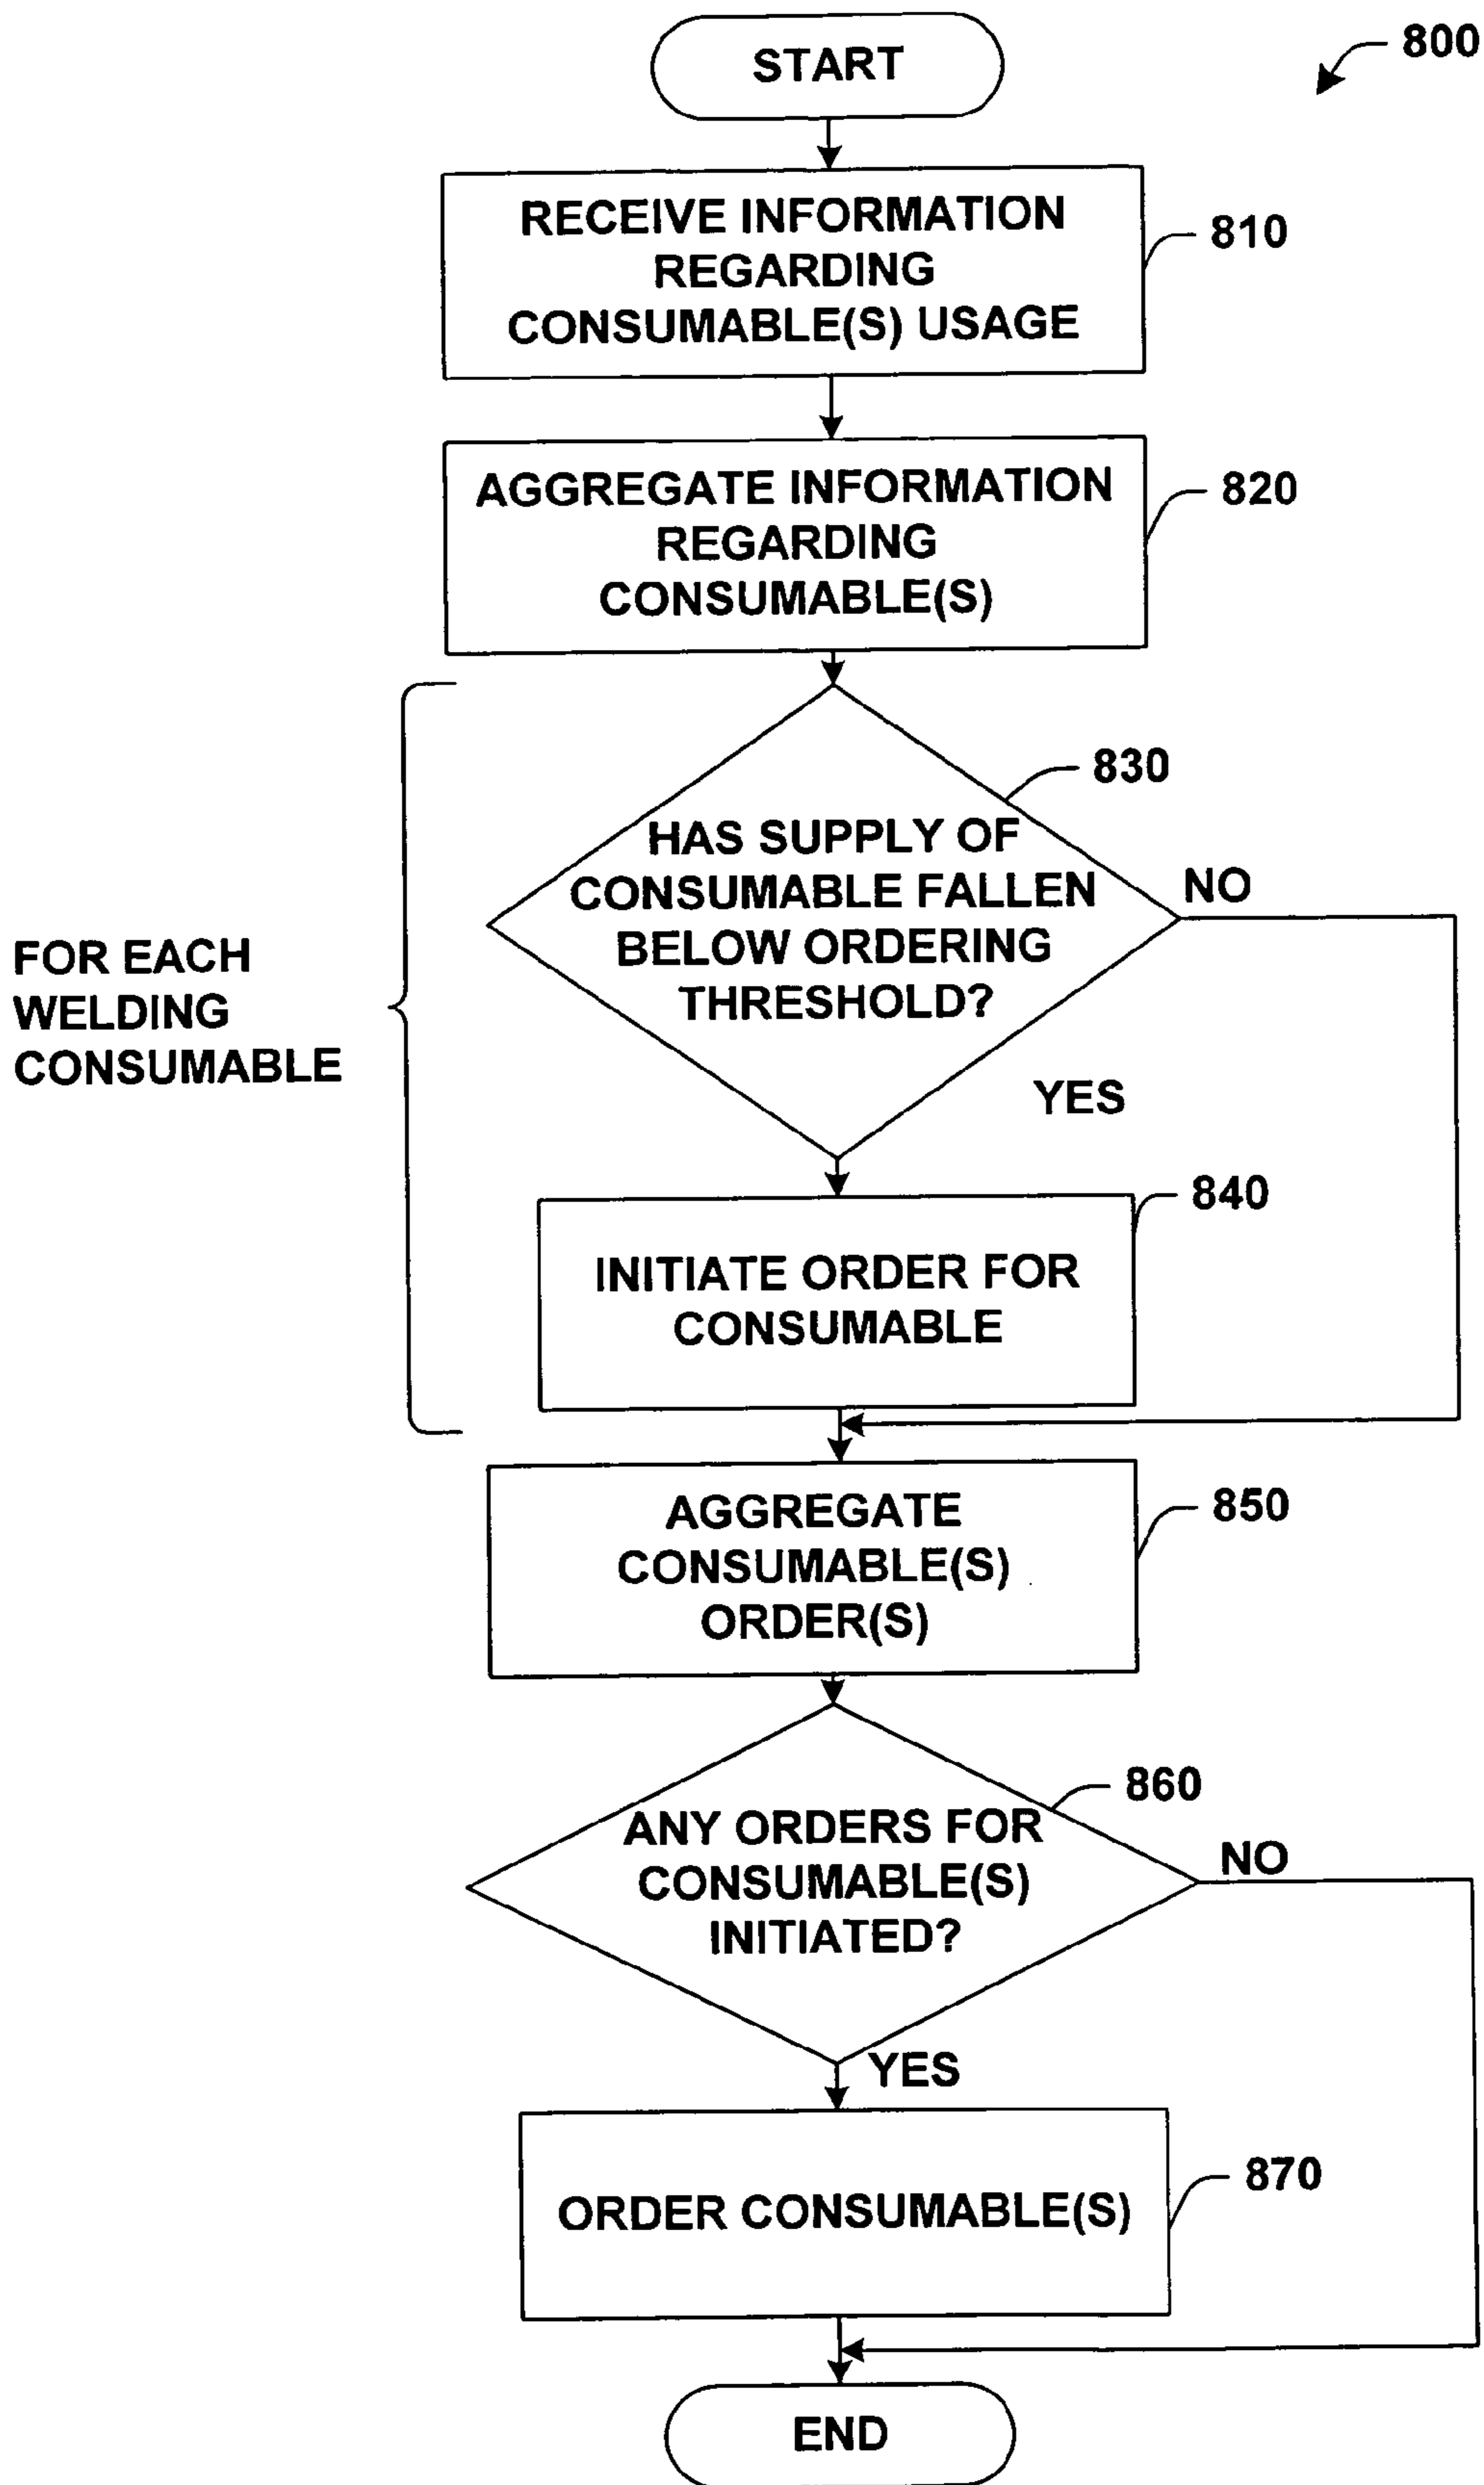 START
800
RECEIVE INFORMATION
REGARDING
CONSUMABLE(S) USAGE
810
AGGREGATE INFORMATION
REGARDING
CONSUMABLE(S)
820
830
HAS SUPPLY OF
CONSUMABLE FALLEN
BELOW ORDERING
THRESHOLD?
NO
FOR EACH
WELDING
CONSUMABLE
YES
840
INITIATE ORDER FOR
CONSUMABLE
AGGREGATE
CONSUMABLE(S)
ORDER(S)
850
860
ANY ORDERS FOR
CONSUMABLE(S)
INITIATED?
NO
YES
870
ORDER CONSUMABLE(S)
END